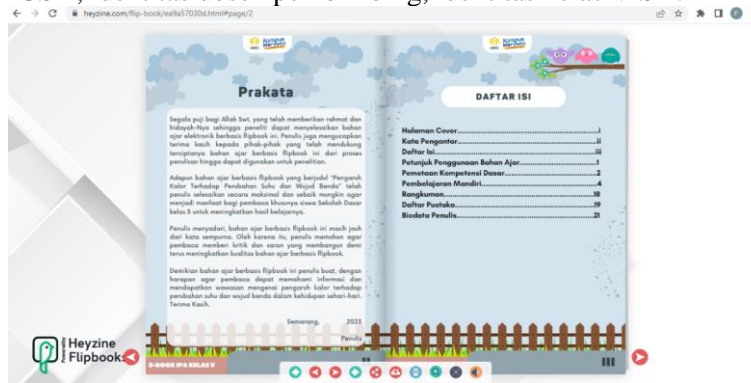 heyzine.com/flip-book/ea9a57030d.html#page/2
Prakata
Segala puji bagi Allah Swt. yang telah memberikan rahmat dan
hidayah-Nya sehingga peneliti dapat menyelesaikan bahan
ajar elektronik berbasis flipbook ini. Penulis juga mengucapkan
terima kasih kepada pihak-pihak yang telah mendukung
terciptanya bahan ajar berbasis flipbook ini dari proses
penulisan hingga dapat digunakan untuk penelitian.
Adapun bahan ajar berbasis flipbook yang berjudul "Pengaruh
Kalor Terhadap Perubahan Suhu dan Wujud Benda" telah
penulis selesaikan secara maksimal dan sebaik mungkin agar
menjadi manfaat bagi pembaca khusunya siswa Sekolah Dasar
kelas 5 untuk meningkatkan hasil belajarnya.
Penulis menyadari, bahan ajar berbasis flipbook ini masih jauh
dari kata sempurna. Oleh karena itu, penulis memohon agar
pembaca memberi kritik dan saran yang membangun demi
terus meningkatkan kualitas bahan ajar berbasis flipbook.
Demikian bahan ajar berbasis flipbook ini penulis buat, dengan
harapan agar pembaca dapat memahami informasi dan
mendapatkan wawasan mengenai pengaruh kalor terhadap
perubahan suhu dan wujud benda dalam kehidupan sehari-hari.
Terima Kasih.
Semarang, 2023
Penulis
E-BOOK IPA KELAS V
II
DAFTAR ISI
Halaman Cover...i
Kata Pengantar...ii
Daftar Isi...iii
Petunjuk Penggunaan Bahan Ajar...1
Pemetaan Kompetensi Dasar...2
Pembelajaran Mandiri...4
Rangkuman...18
Daftar Pustaka...19
Biodata Penulis...21
III
Heyzine
Flipbooks